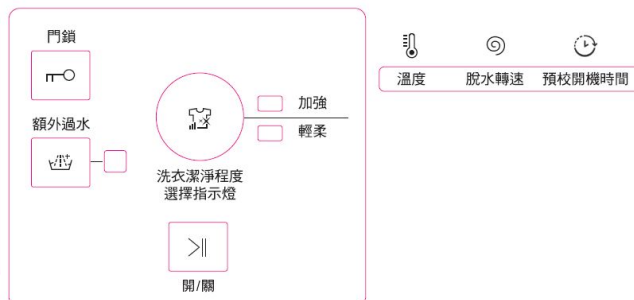 門鎖
額外過水
加強
輕柔
洗衣潔淨程度
選擇指示燈
開/關
溫度 脫水轉速 預校開機時間